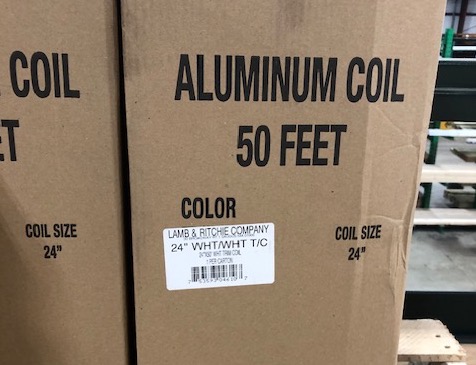 COIL
ALUMINUM COIL
50 FEET
COLOR
LAMB & RITCHIE COMPANY
24" WHT/WHT T/C
1 PER CARTON
COIL SIZE
24"
COIL SIZE
24"